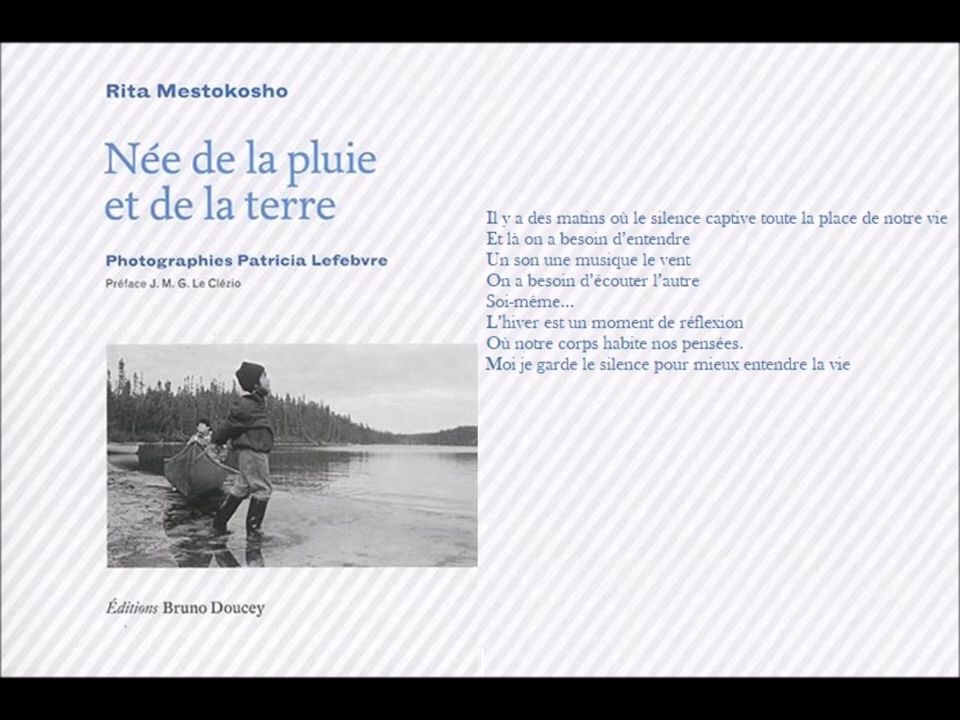 Rita Mestokosho
Née de la pluie
et de la terre
Photographies Patricia Lefebvre
Préface J. M. G. Le Clézio
Éditions Bruno Doucey
Il y a des matins où le silence captive toute la place de notre vie
Et là on a besoin d'entendre
Un son une musique le vent
On a besoin d'écouter l'autre
Soi-même...
L'hiver est un moment de réflexion
Où notre corps habite nos pensées.
Moi je garde le silence pour mieux entendre la vie